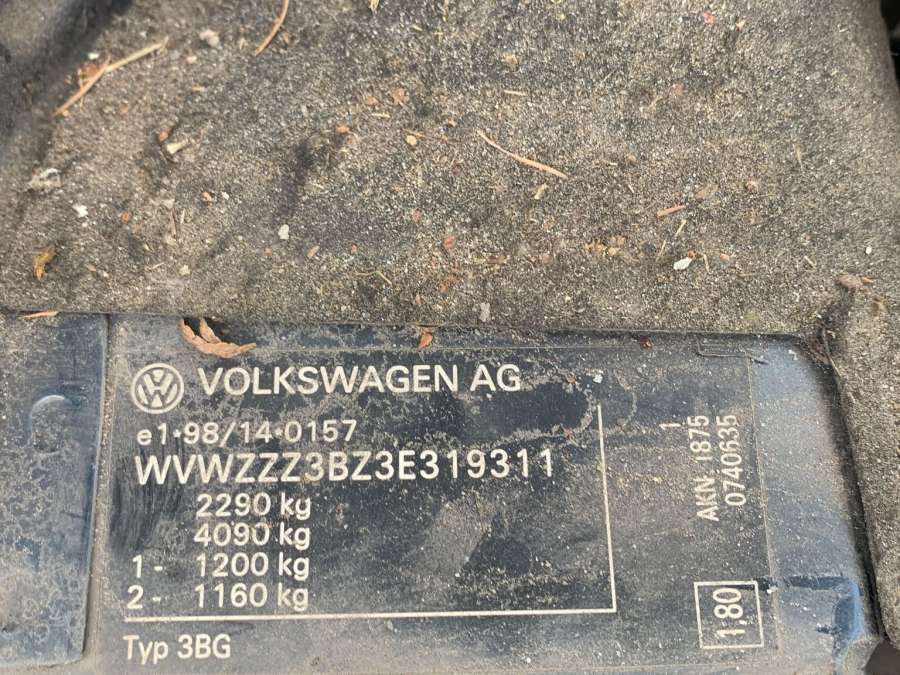 VOLKSWAGEN AG
e1*98/14*0157
WVWZZZ3BZ3E319311
2290 kg
4090 kg
1- 1200 kg
2- 1160 kg
Typ 3BG
1
AKN 1875
0740635
1,80